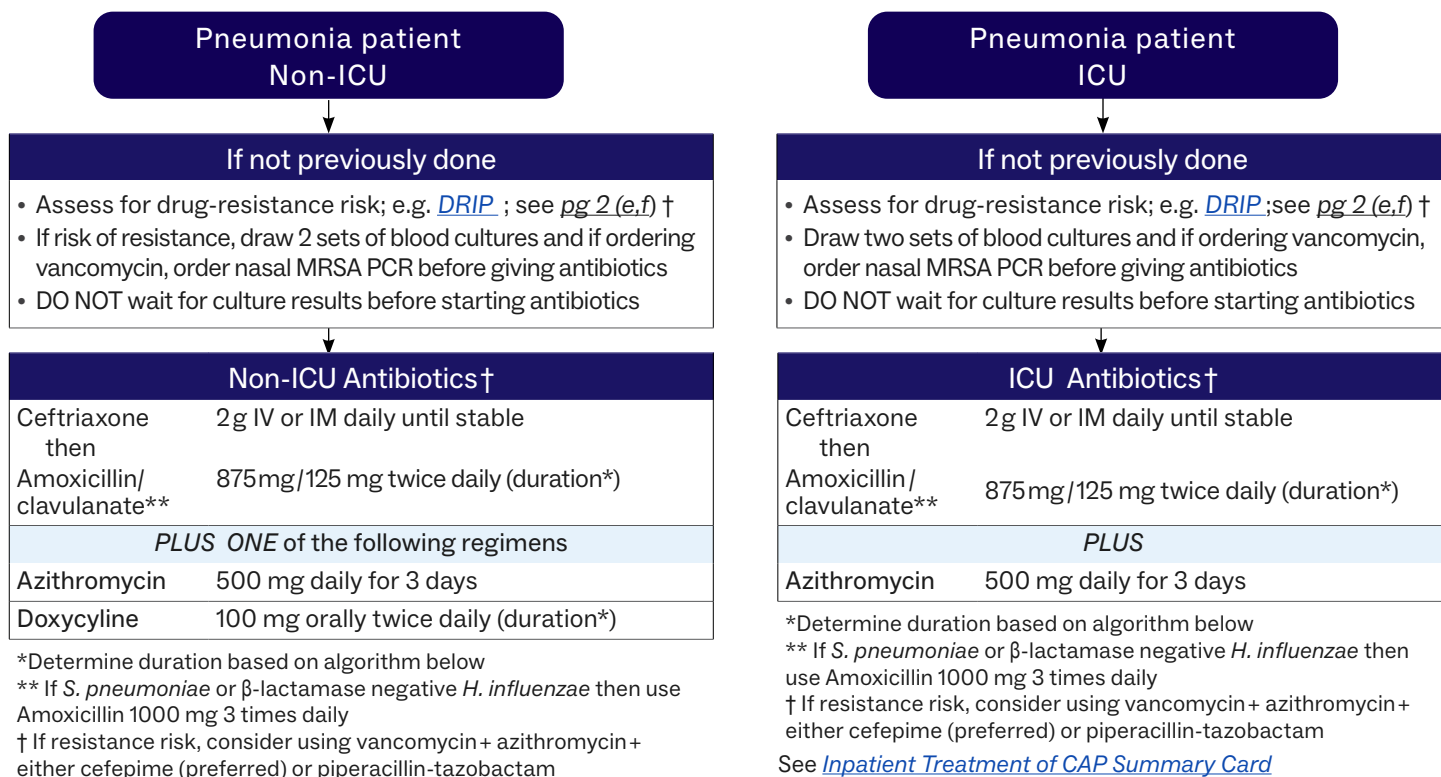 Pneumonia patient
Non-ICU
If not previously done
• Assess for drug-resistance risk; e.g. DRIP ; see pg 2 (e,f) †
• If risk of resistance, draw 2 sets of blood cultures and if ordering
vancomycin, order nasal MRSA PCR before giving antibiotics
• DO NOT wait for culture results before starting antibiotics
Non-ICU Antibiotics†
Ceftriaxone 2 g IV or IM daily until stable
then
Amoxicillin/ 875 mg/125 mg twice daily (duration*)
clavulanate**
PLUS ONE of the following regimens
Azithromycin 500 mg daily for 3 days
Doxycyline 100 mg orally twice daily (duration*)
*Determine duration based on algorithm below
** If S. pneumoniae or β-lactamase negative H. influenzae then use
Amoxicillin 1000 mg 3 times daily
† If resistance risk, consider using vancomycin+ azithromycin+
either cefepime (preferred) or piperacillin-tazobactam
Pneumonia patient
ICU
If not previously done
• Assess for drug-resistance risk; e.g. DRIP ;see pg 2 (e,f) †
• Draw two sets of blood cultures and if ordering vancomycin,
order nasal MRSA PCR before giving antibiotics
• DO NOT wait for culture results before starting antibiotics
ICU Antibiotics†
Ceftriaxone 2 g IV or IM daily until stable
then
Amoxicillin/ 875 mg/125 mg twice daily (duration*)
clavulanate**
PLUS
Azithromycin 500 mg daily for 3 days
*Determine duration based on algorithm below
** If S. pneumoniae or β-lactamase negative H. influenzae then
use Amoxicillin 1000 mg 3 times daily
† If resistance risk, consider using vancomycin+ azithromycin+
either cefepime (preferred) or piperacillin-tazobactam
See Inpatient Treatment of CAP Summary Card